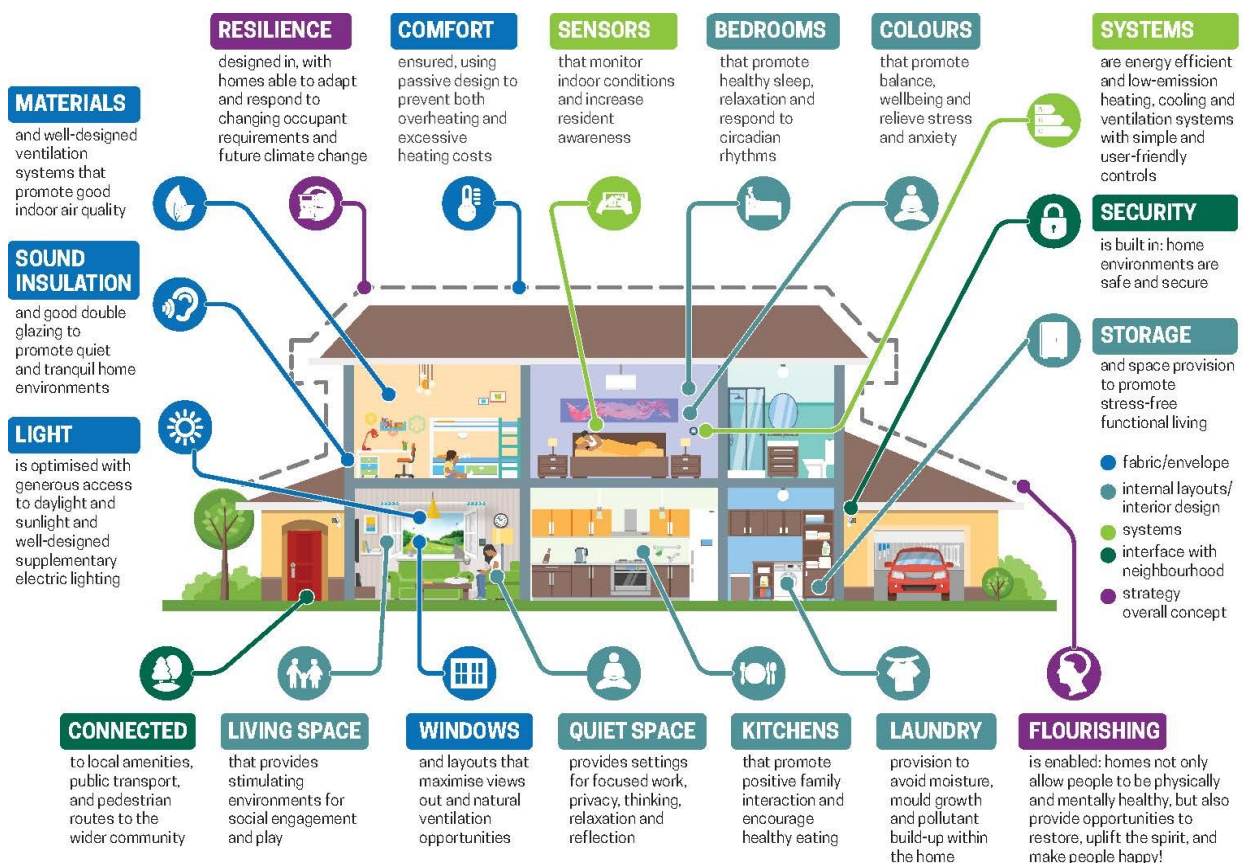 RESILIENCE
designed in, with
homes able to adapt
and respond to
changing occupant
requirements and
future climate change
COMFORT
ensured, using
passive design to
prevent both
overheating and
excessive
heating costs
SENSORS
that monitor
indoor conditions
and increase
resident
awareness
BEDROOMS
that promote
healthy sleep,
relaxation and
respond to
circadian
rhythms
COLOURS
that promote
balance,
wellbeing and
relieve stress
and anxiety
SYSTEMS
are energy efficient
and low-emission
heating, cooling and
ventilation systems
with simple and
user-friendly
controls
MATERIALS
and well-designed
ventilation
systems that
promote good
indoor air quality
SOUND
INSULATION
and good double
glazing to
promote quiet
and tranquil home
environments
LIGHT
is optimised with
generous access
to daylight and
sunlight and
well-designed
supplementary
electric lighting
A
B
C
SECURITY
is built in: home
environments are
safe and secure
STORAGE
and space provision
to promote
stress-free
functional living
fabric/envelope
internal layouts/
interior design
systems
interface with
neighbourhood
strategy
overall concept
CONNECTED
to local amenities,
public transport,
and pedestrian
routes to the
wider community
LIVING SPACE
that provides
stimulating
environments for
social engagement
and play
WINDOWS
and layouts that
maximise views
out and natural
ventilation
opportunities
QUIET SPACE
provides settings
for focused work,
privacy, thinking,
relaxation and
reflection
KITCHENS
that promote
positive family
interaction and
encourage
healthy eating
LAUNDRY
provision to
avoid moisture,
mould growth
and pollutant
build-up within
the home
FLOURISHING
is enabled: homes not only
allow people to be physically
and mentally healthy, but also
provide opportunities to
restore, uplift the spirit, and
make people happy!